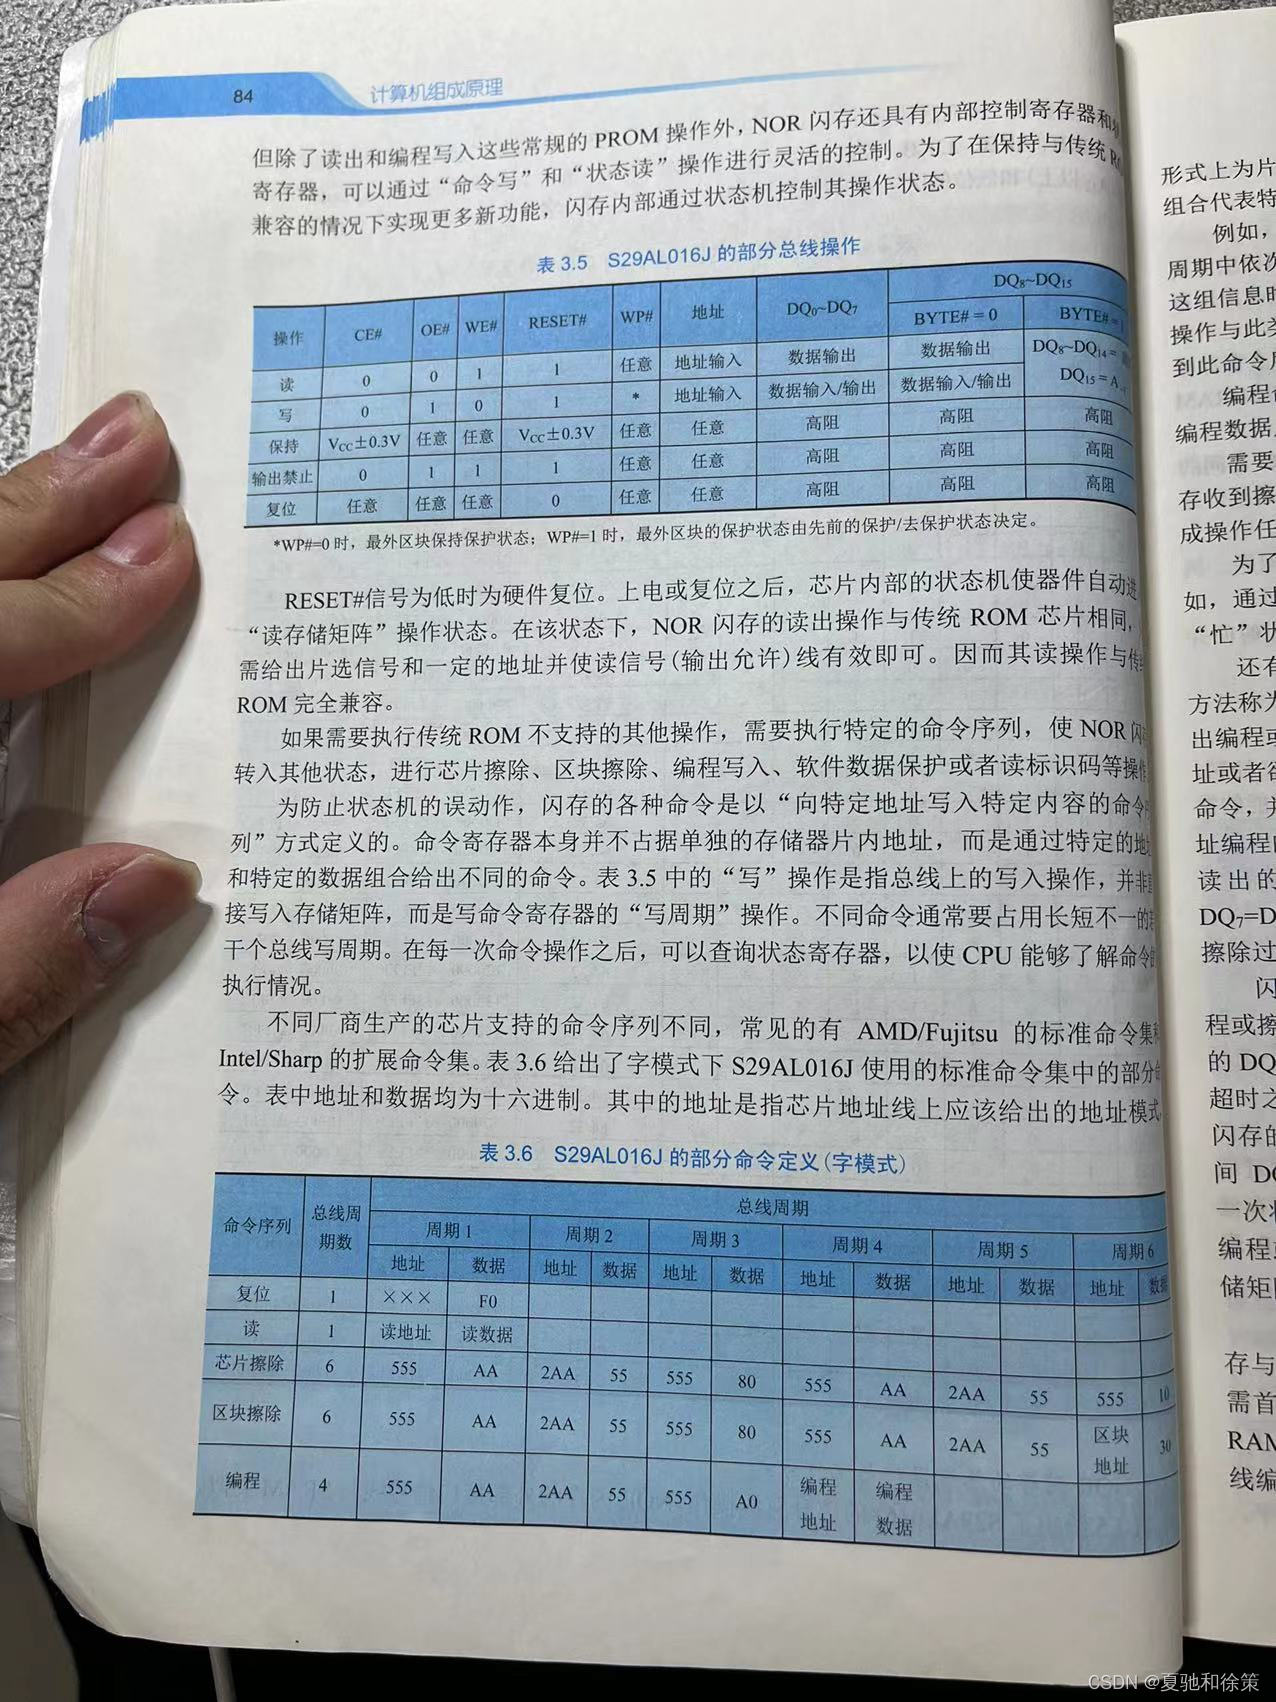 84
计算机组成原理
但除了读出和编程写入这些常规的 PROM 操作外，NOR 闪存还具有内部控制寄存器和
寄存器，可以通过“命令写”和“状态读”操作进行灵活的控制。为了在保持与传统
兼容的情况下实现更多新功能，闪存内部通过状态机控制其操作状态。
表 3.5 S29AL016J 的部分总线操作
操作 CE# OE# WE# RESET# WP# 地址 DQ0~DQ7 DQ8~DQ15
BYTE# = 0 BYTE# =
读 0 0 1 1 任意 地址输入 数据输出 数据输出 DQ8~DQ14 =
写 0 1 0 1 * 地址输入 数据输入/输出 数据输入/输出 DQ15 = A
保持 VCC±0.3V 任意 任意 VCC±0.3V 任意 任意 高阻 高阻 高阻
输出禁止 0 1 1 1 任意 任意 高阻 高阻 高阻
复位 任意 任意 任意 0 任意 任意 高阻 高阻 高阻
*WP#=0 时，最外区块保持保护状态；WP#=1 时，最外区块的保护状态由先前的保护/去保护状态决定。
RESET#信号为低时为硬件复位。上电或复位之后，芯片内部的状态机使器件自动进
“读存储矩阵”操作状态。在该状态下，NOR 闪存的读出操作与传统 ROM 芯片相同，
需给出片选信号和一定的地址并使读信号(输出允许)线有效即可。因而其读操作与传统
ROM 完全兼容。
如果需要执行传统 ROM 不支持的其他操作，需要执行特定的命令序列，使 NOR 闪
转入其他状态，进行芯片擦除、区块擦除、编程写入、软件数据保护或者读标识码等操作
为防止状态机的误动作，闪存的各种命令是以“向特定地址写入特定内容的命令
列”方式定义的。命令寄存器本身并不占据单独的存储器片内地址，而是通过特定的地
和特定的数据组合给出不同的命令。表 3.5 中的“写”操作是指总线上的写入操作，并非
接写入存储矩阵，而是写命令寄存器的“写周期”操作。不同命令通常要占用长短不一的
干个总线写周期。在每一次命令操作之后，可以查询状态寄存器，以使 CPU 能够了解命令
执行情况。
不同厂商生产的芯片支持的命令序列不同，常见的有 AMD/Fujitsu 的标准命令集
Intel/Sharp 的扩展命令集。表 3.6 给出了字模式下 S29AL016J 使用的标准命令集中的部分
令。表中地址和数据均为十六进制。其中的地址是指芯片地址线上应该给出的地址模式
表 3.6 S29AL016J 的部分命令定义(字模式)
命令序列 总线周期数 总线周期
周期 1 周期 2 周期 3 周期 4 周期 5 周期 6
地址 数据 地址 数据 地址 数据 地址 数据 地址 数据 地址 数据
复位 1 ××× F0
读 1 读地址 读数据
芯片擦除 6 555 AA 2AA 55 555 80 555 AA 2AA 55 555 10
区块擦除 6 555 AA 2AA 55 555 80 555 AA 2AA 55 区块地址 30
编程 4 555 AA 2AA 55 555 A0 编程地址 编程数据
形式上为片
组合代表特
例如，
周期中依次
这组信息时
操作与此类
到此命令
编程
编程数据
需要
存收到擦
成操作任
为了
如，通过
“忙”状
还有
方法称为
出编程或
址或者
命令，
址编程
读出的
DQ7=D
擦除过
闪
程或擦
的 DQ
超时之
闪存的
间 DQ
一次
编程
储矩
存与
需首
RAM
线编
CSDN @夏驰和徐策